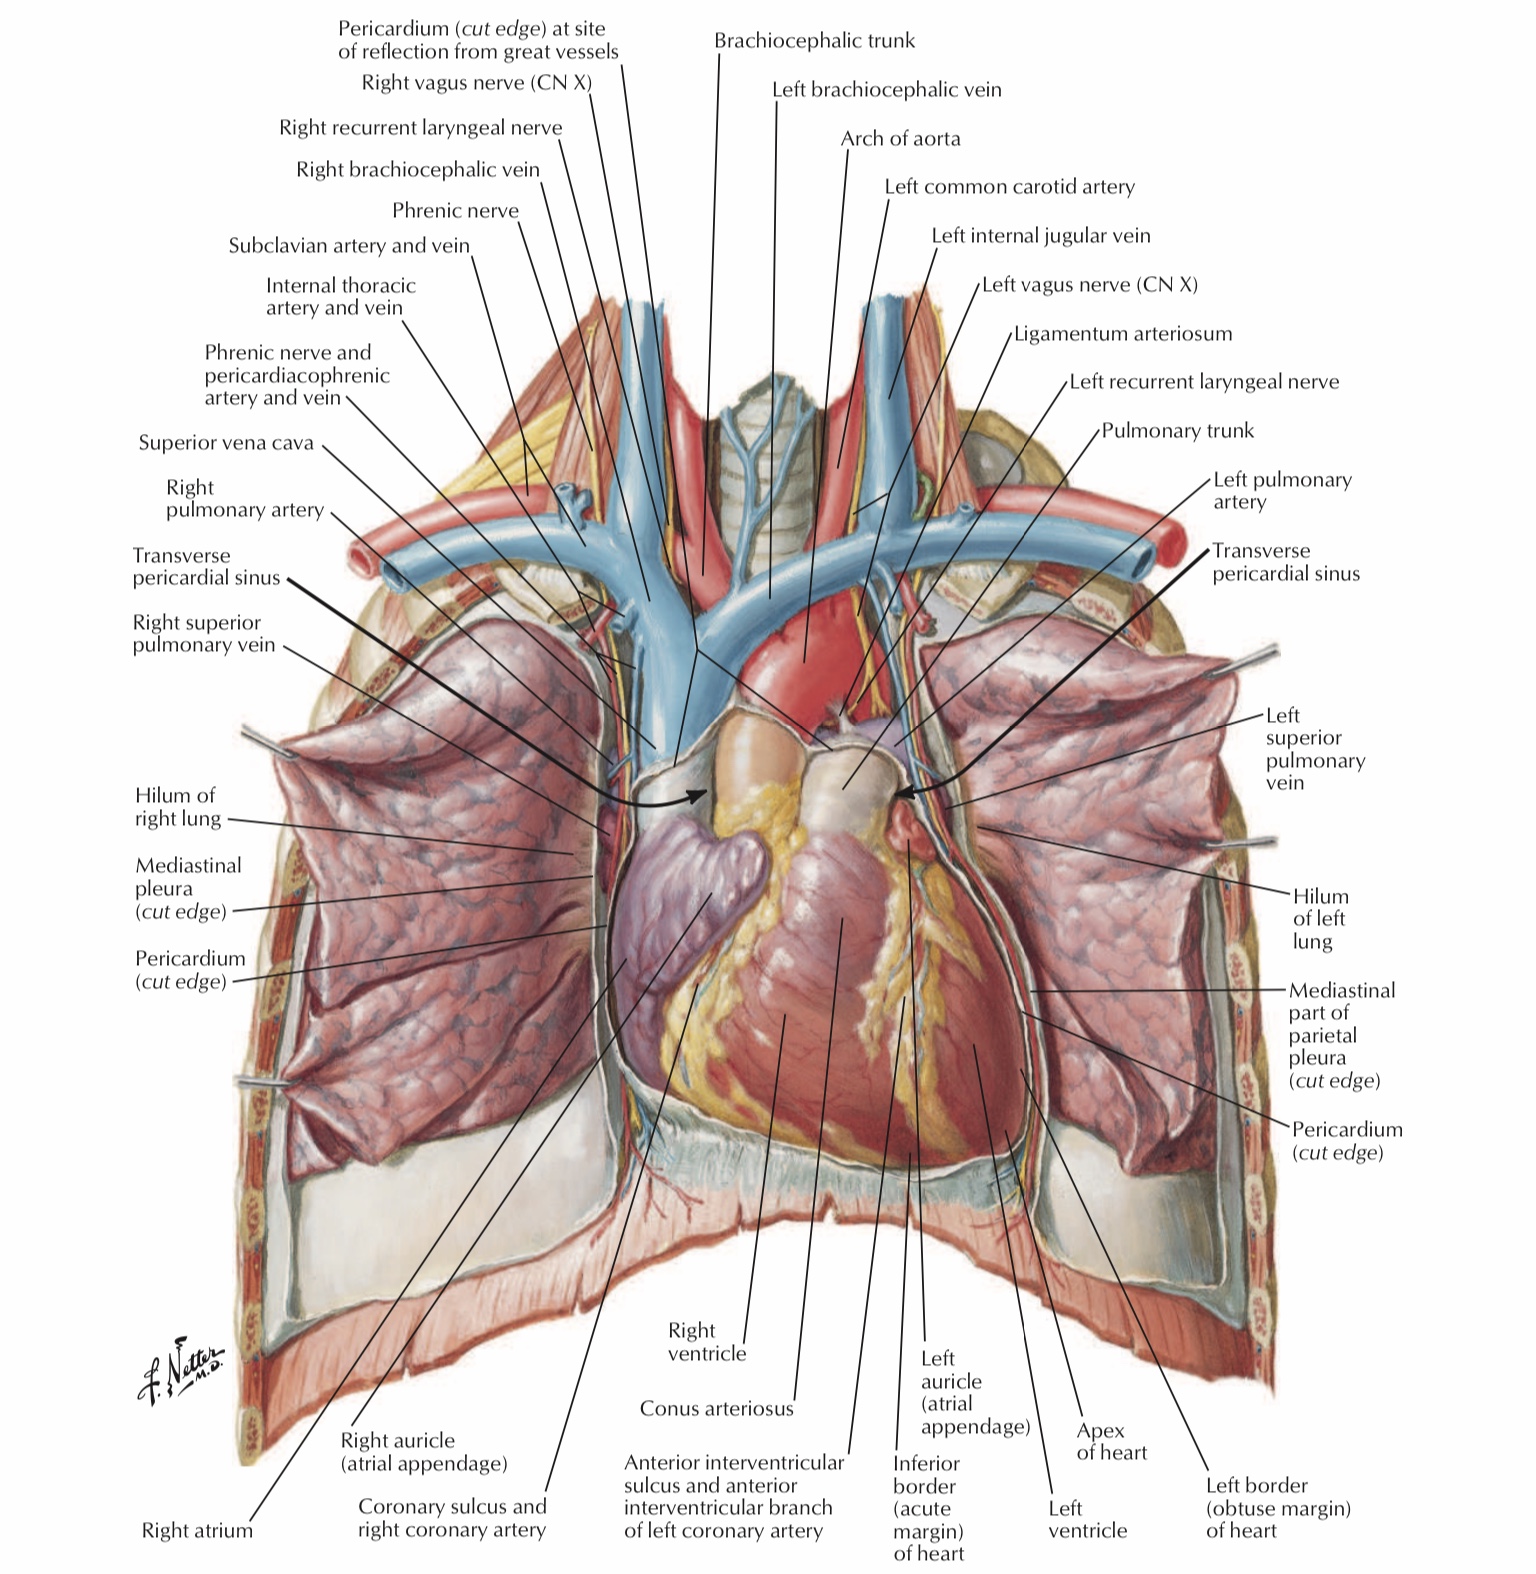 Pericardium (cut edge) at site
of reflection from great vessels
Right vagus nerve (CN X)
Right recurrent laryngeal nerve
Right brachiocephalic vein
Phrenic nerve
Subclavian artery and vein
Internal thoracic
artery and vein
Phrenic nerve and
pericardiacophrenic
artery and vein
Superior vena cava
Right
pulmonary artery
Transverse
pericardial sinus
Right superior
pulmonary vein
Hilum of
right lung
Mediastinal
pleura
(cut edge)
Pericardium
(cut edge)
Brachiocephalic trunk
Left brachiocephalic vein
Arch of aorta
Left common carotid artery
Left internal jugular vein
Left vagus nerve (CN X)
Ligamentum arteriosum
Left recurrent laryngeal nerve
Pulmonary trunk
Left pulmonary
artery
Transverse
pericardial sinus
Left
superior
pulmonary
vein
Hilum
of left
lung
Mediastinal
part of
parietal
pleura
(cut edge)
Pericardium
(cut edge)
F. Netter
M.D.
Right atrium
Right auricle
(atrial appendage)
Coronary sulcus and
right coronary artery
Right
ventricle
Conus arteriosus
Anterior interventricular
sulcus and anterior
interventricular branch
of left coronary artery
Left
auricle
(atrial
appendage)
Inferior
border
(acute
margin)
of heart
Left
ventricle
Apex
of heart
Left border
(obtuse margin)
of heart